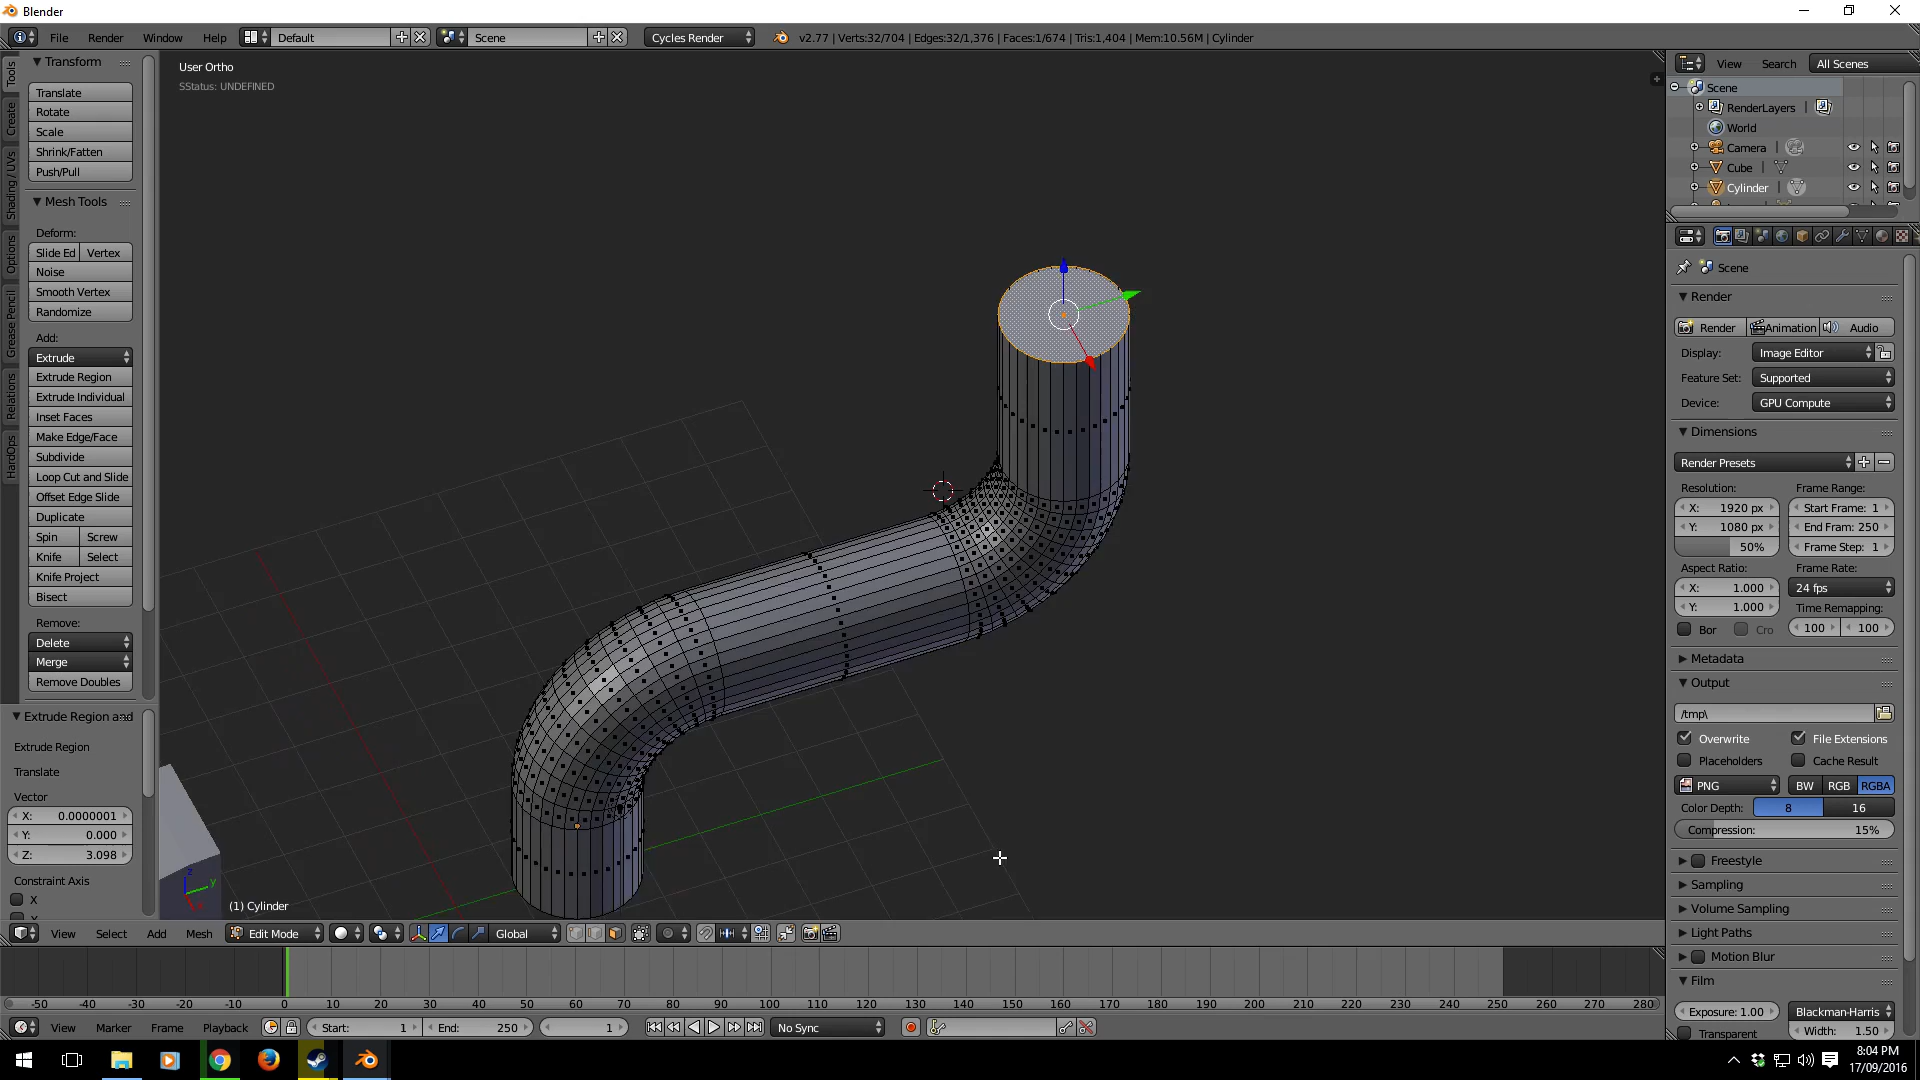 Blender
File Render Window Help Default Scene Cycles Render v2.77 | Verts:32/704 | Edges:32/1,376 | Faces:1/674 | Tris:1,404 | Mem:10.56M | Cylinder
Tools
Create
Shading / UVs
Options
Grease Pencil
Relations
HardOps
Transform
Translate
Rotate
Scale
Shrink/Fatten
Push/Pull
Mesh Tools
Deform:
Slide Ed Vertex
Noise
Smooth Vertex
Randomize
Add:
Extrude
Extrude Region
Extrude Individual
Inset Faces
Make Edge/Face
Subdivide
Loop Cut and Slide
Offset Edge Slide
Duplicate
Spin Screw
Knife Select
Knife Project
Bisect
Remove:
Delete
Merge
Remove Doubles
Extrude Region and
Extrude Region
Translate
Vector
X: 0.0000001
Y: 0.000
Z: 3.098
Constraint Axis
X
User Ortho
SStatus: UNDEFINED
z
y
(1) Cylinder
View Select Add Mesh Edit Mode Global
-50 -40 -30 -20 -10 0 10 20 30 40 50 60 70 80 90 100 110 120 130 140 150 160 170 180 190 200 210 220 230 240 250 260 270 280
View Marker Frame Playback Start: 1 End: 250 1 No Sync
View Search All Scenes
Scene
RenderLayers |
World
Camera |
Cube |
Cylinder |
Scene
Render
Render Animation Audio
Display: Image Editor
Feature Set: Supported
Device: GPU Compute
Dimensions
Render Presets
Resolution: Frame Range:
X: 1920 px Start Frame: 1
Y: 1080 px End Fram: 250
50% Frame Step: 1
Aspect Ratio: Frame Rate:
X: 1.000 24 fps
Y: 1.000 Time Remapping:
Bor Cro 100 100
Metadata
Output
/tmp\
Overwrite File Extensions
Placeholders Cache Result
PNG BW RGB RGBA
Color Depth: 8 16
Compression: 15%
Freestyle
Sampling
Volume Sampling
Light Paths
Motion Blur
Film
Exposure: 1.00 Blackman-Harris
Transparent Width: 1.50
8:04 PM
17/09/2016